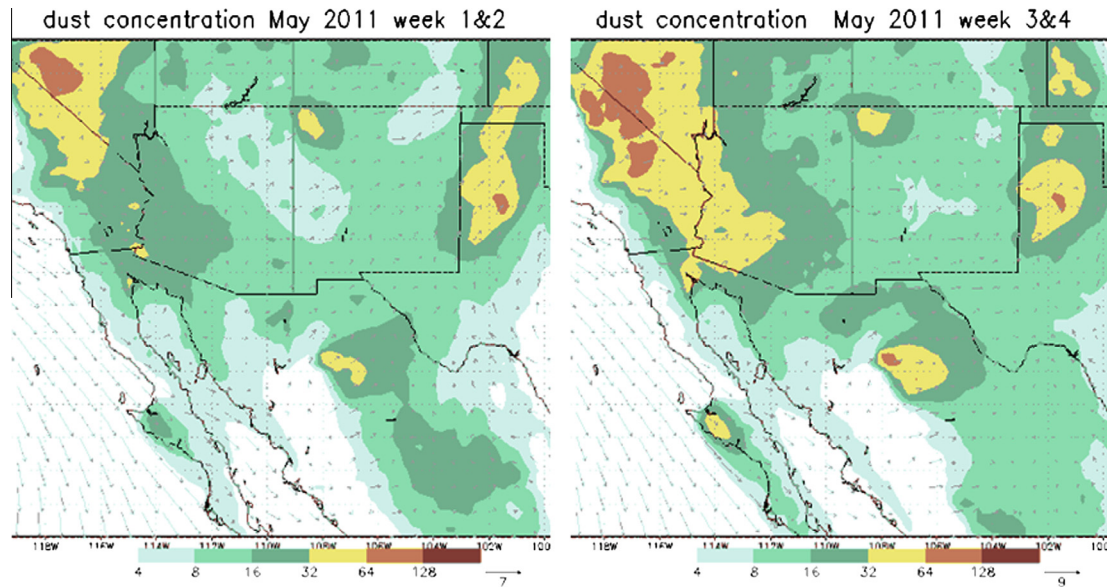 dust concentration May 2011 week 1&2
118W 116W 114W 112W 110W 108W 106W 104W 102W 100
4 8 16 32 64 128
7
dust concentration May 2011 week 3&4
118W 116W 114W 112W 110W 108W 106W 104W 102W 100
4 8 16 32 64 128
9